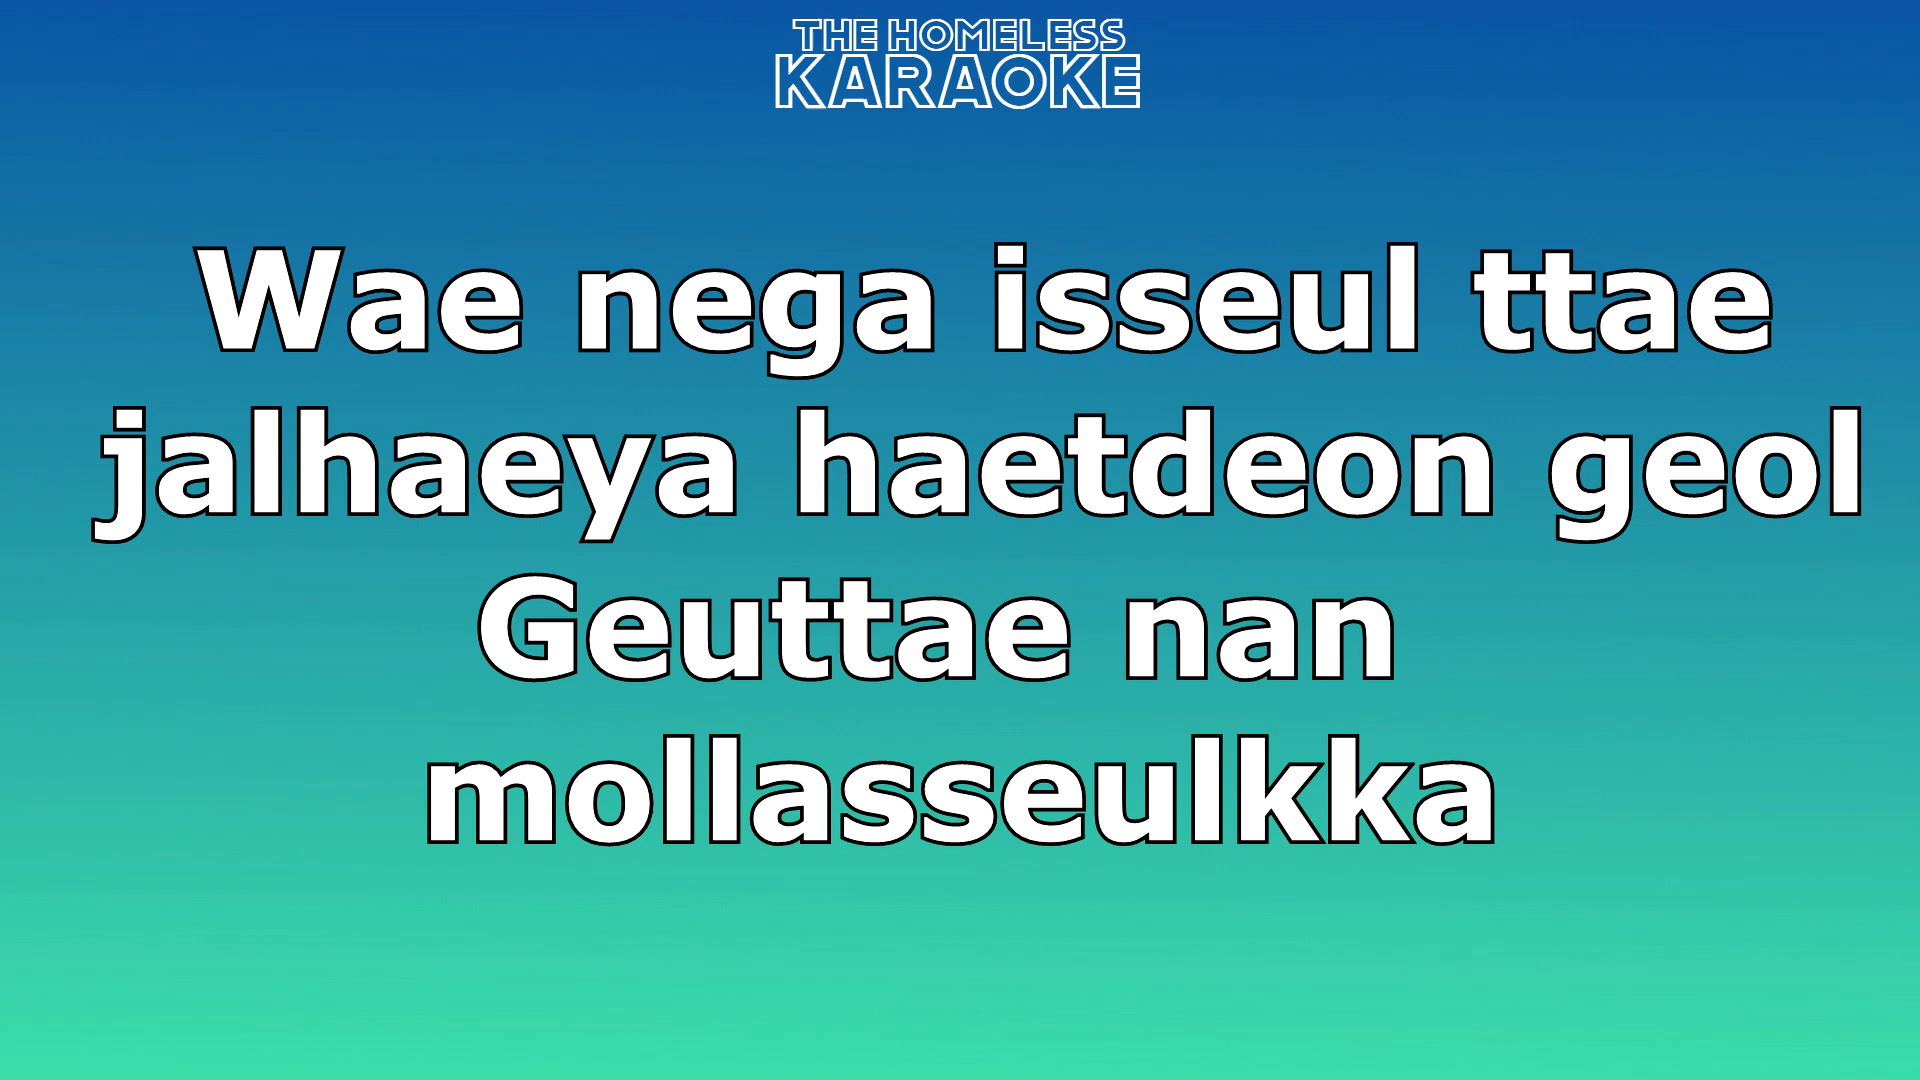 THE HOMELESS
KARAOKE
Wae nega isseul ttae
jalhaeya haetdeon geol
Geuttae nan
mollasseulkka